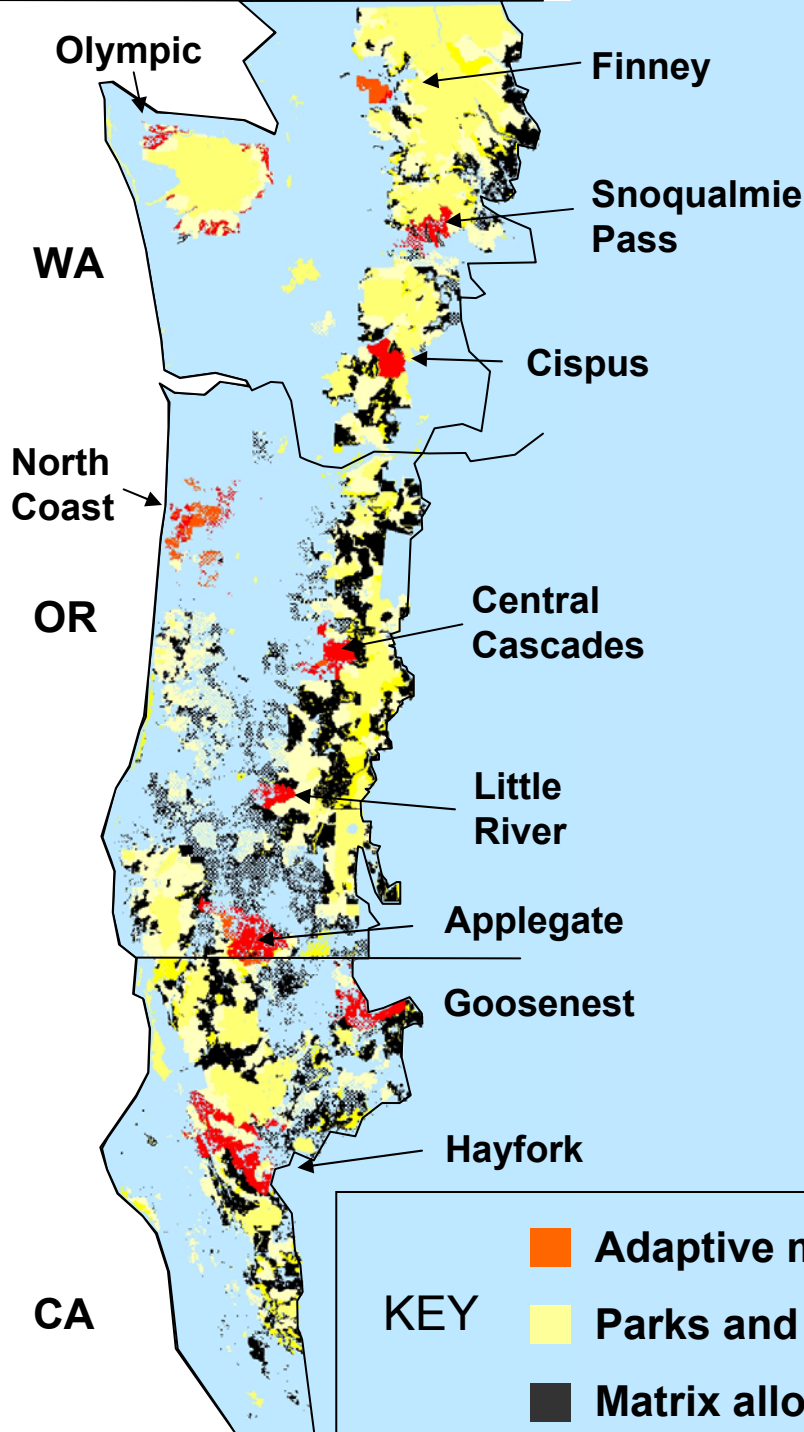 Olympic
Finney
Snoqualmie
Pass
WA
Cispus
North
Coast
OR
Central
Cascades
Little
River
Applegate
Goosenest
Hayfork
CA
KEY
Adaptive
Parks and
Matrix